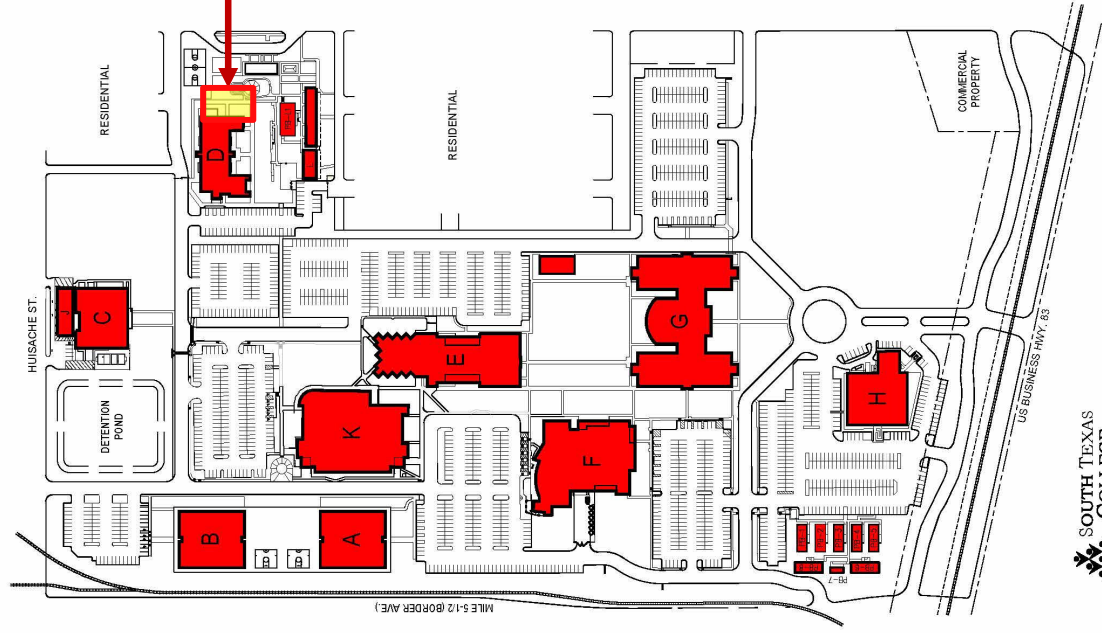 RESIDENTIAL
RESIDENTIAL
COMMERCIAL
PROPERTY
D
HUISACHE ST.
J
C
G
E
H
DETENTION
POND
K
F
B
A
US BUSINESS HWY. 83
MILE 5-1/2 (BORDER AVE.)
PB-7
SOUTH TEXAS
COLLEGE